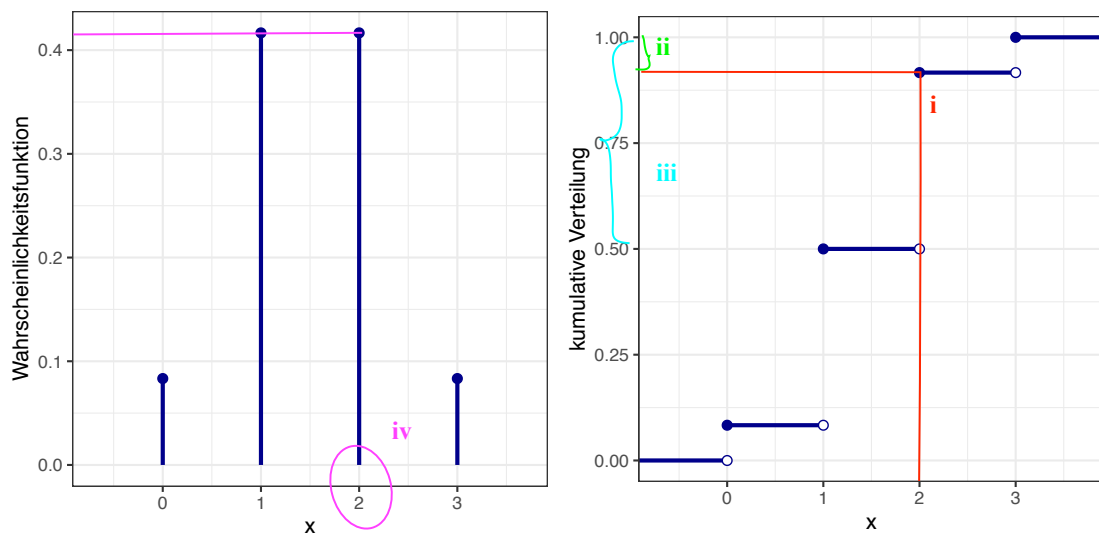 Wahrscheinlichkeitsfunktion
0.4
0.3
0.2
0.1
0.0
iv
0 1 2 3
x
kumulative Verteilung
1.00
0.75
0.50
0.25
0.00
ii
i
iii
0 1 2 3
x